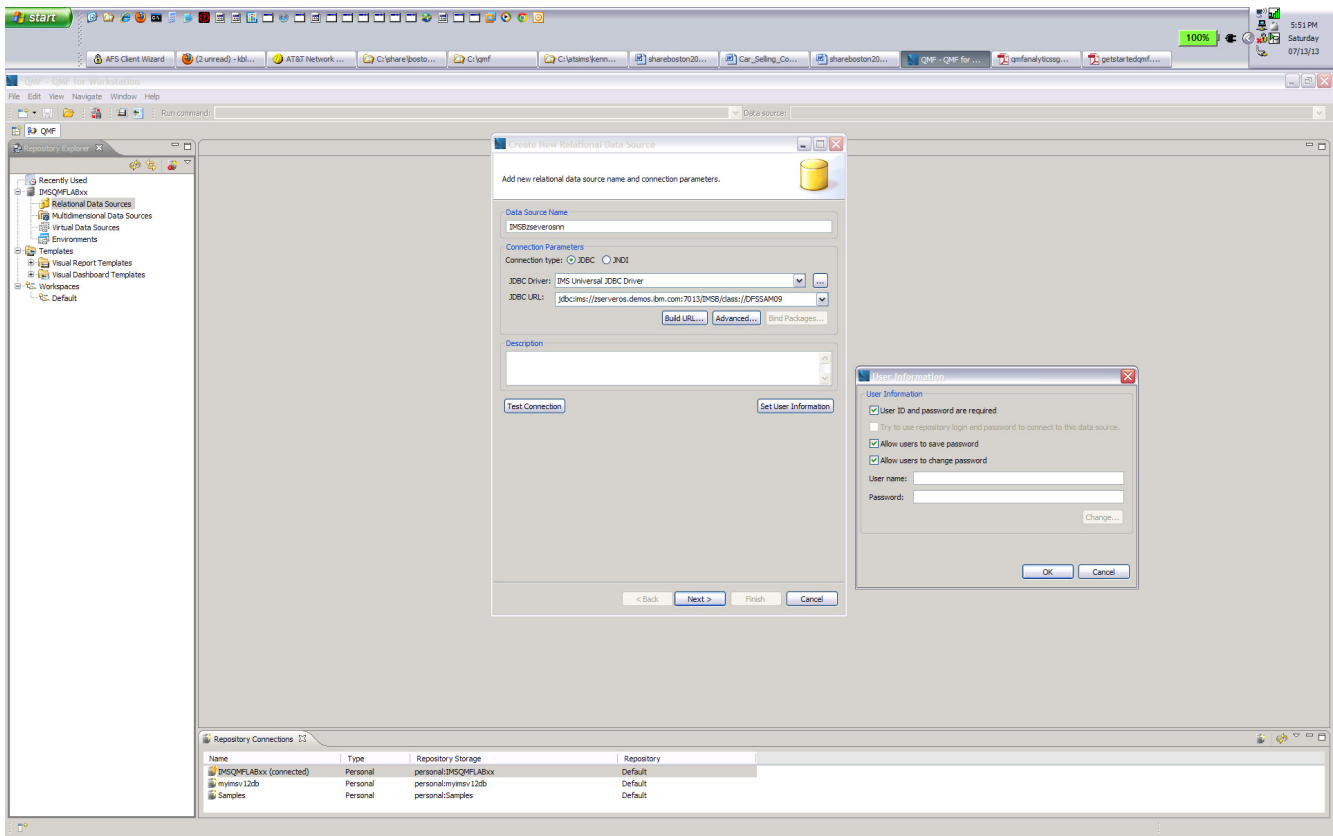 start
100%
5:51 PM
Saturday
07/13/13
AFS Client Wizard
(2 unread) - kbl...
AT&T Network ...
C:\share\bosto...
C:\qmf
C:\atsims\kenn...
shareboston20...
Car_Selling_Co...
shareboston20...
QMF - QMF for ...
qmfanalyticssg...
getstartedqmf....
QMF - QMF for Workstation
File Edit View Navigate Window Help
Run command:
Data source:
QMF
Repository Explorer
Recently Used
IMSQMFLABxx
Relational Data Sources
Multidimensional Data Sources
Virtual Data Sources
Environments
Templates
Visual Report Templates
Visual Dashboard Templates
Workspaces
Default
Create New Relational Data Source
Add new relational data source name and connection parameters.
Data Source Name
IMSBzseverosnn
Connection Parameters
Connection type: JDBC JNDI
JDBC Driver: IMS Universal JDBC Driver ...
JDBC URL: jdbc:ims://zserveros.demos.ibm.com:7013/IMSB/class://DFSSAM09
Build URL... Advanced... Bind Packages...
Description
Test Connection Set User Information
< Back Next > Finish Cancel
User Information
User Information
User ID and password are required
Try to use repository login and password to connect to this data source.
Allow users to save password
Allow users to change password
User name:
Password:
Change...
OK Cancel
Repository Connections
Name Type Repository Storage Repository
IMSQMFLABxx (connected) Personal personal:IMSQMFLABxx Default
myimsv12db Personal personal:myimsv12db Default
Samples Personal personal:Samples Default